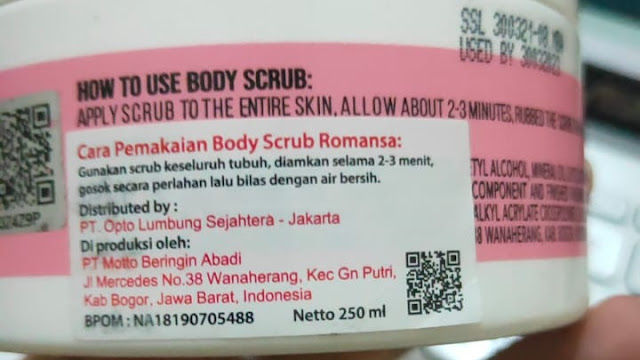 SSL 300321-10
USED BY
HOW TO USE BODY SCRUB:
APPLY SCRUB TO THE ENTIRE SKIN, ALLOW ABOUT 2-3 MINUTES, RUBBED THE
Cara Pemakaian Body Scrub Romansa:
Gunakan scrub keseluruh tubuh, diamkan selama 2-3 menit,
gosok secara perlahan lalu bilas dengan air bersih.
Distributed by :
PT. Opto Lumbung Sejahtera - Jakarta
Di produksi oleh:
PT Motto Beringin Abadi
Jl Mercedes No.38 Wanaherang, Kec Gn Putri,
Kab Bogor, Jawa Barat, Indonesia
BPOM : NA18190705488 Netto 250 ml
TYL ALCOHOL, MINERAL
COMPONENT AND
ALKYL ACRYLATE
38 WANAHERANG, KAB.